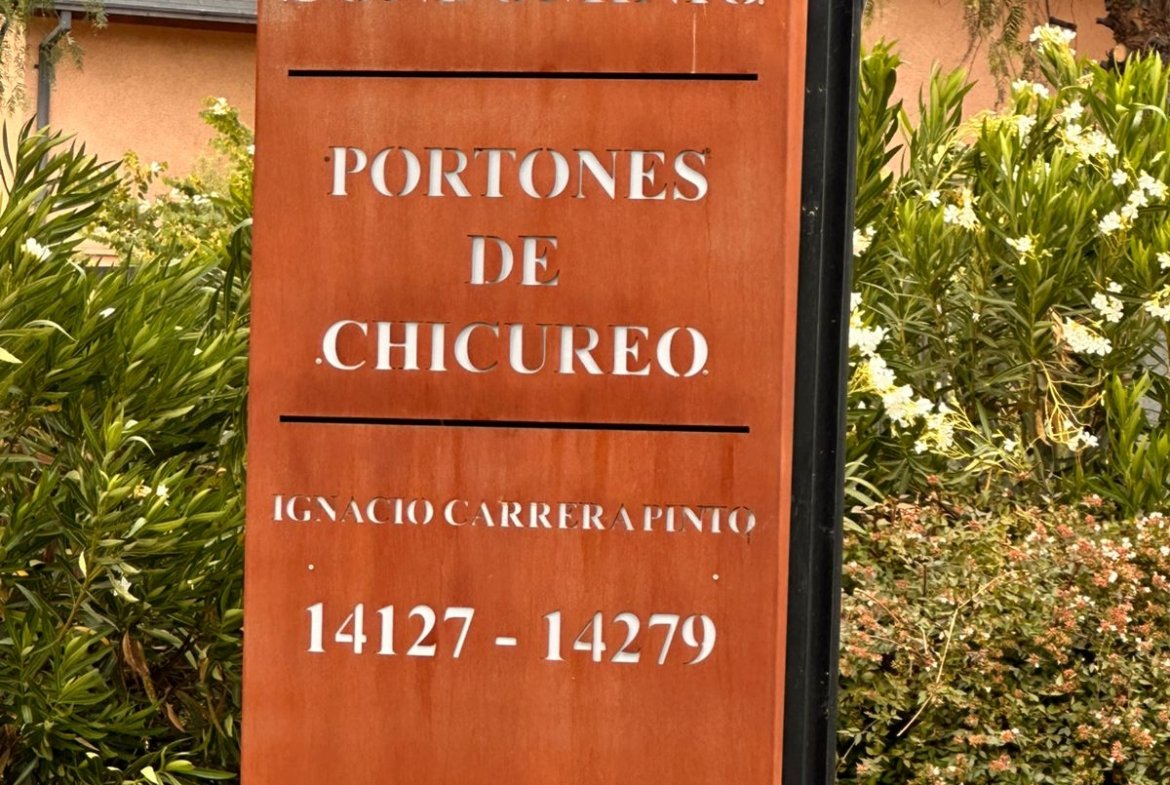 PORTONES
DE
CHICUREO
IGNACIO CARRERA PINTO
14127 - 14279